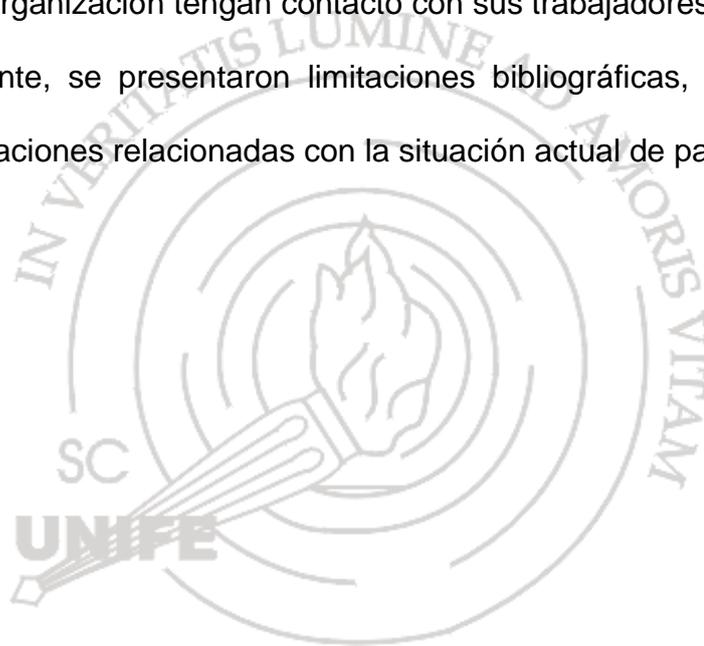 rganización tengan contacto con sus trabajadores
nte, se presentaron limitaciones bibliográficas,
aciones relacionadas con la situación actual de pa
IN VERITATIS LUMINE AD AMORIS VITAM
SC
UNIFE